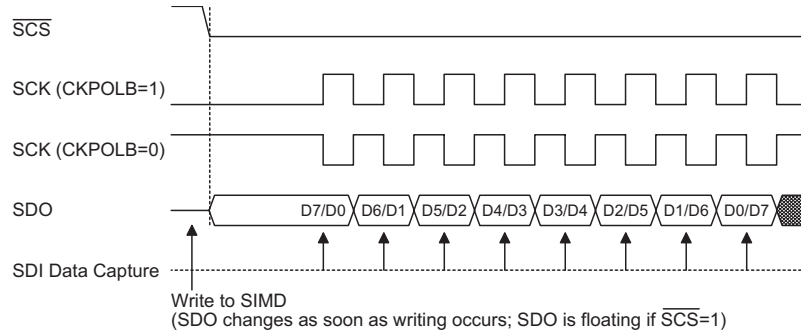 SCS
SCK (CKPOLB=1)
SCK (CKPOLB=0)
SDO
D7/D0 D6/D1 D5/D2 D4/D3 D3/D4 D2/D5 D1/D6 D0/D7
SDI Data Capture
Write to SIMD
(SDO changes as soon as writing occurs; SDO is floating if SCS=1)